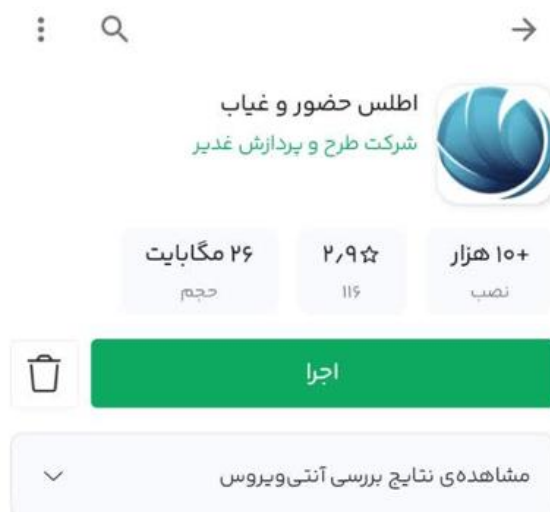 اطلس حضور و غیاب
شرکت طرح و پردازش غدیر
+۱۰ هزار
نصب
۲٫۹
۱۱۶
۲۶ مگابایت
حجم
اجرا
مشاهده‌ی نتایج بررسی آنتی‌ویروس